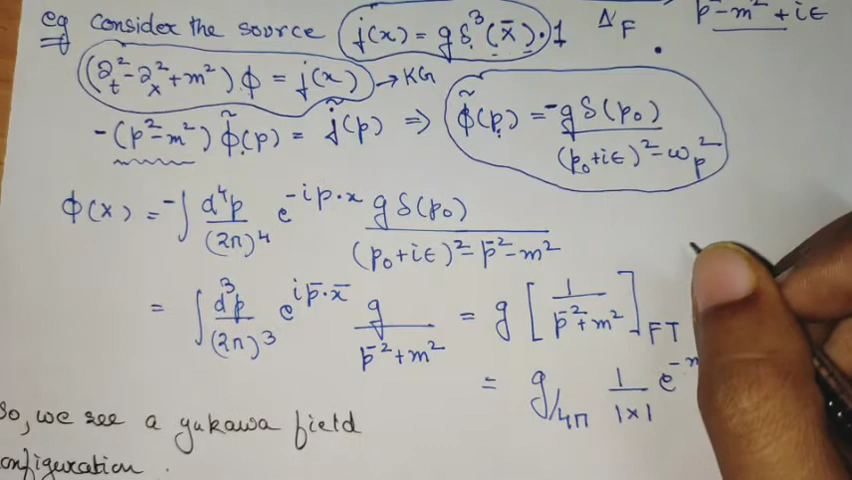 eg Consider the source j(x) = g δ³(x̄)·1 Δ_F p̄ - m² + iϵ
(∂_t² - ∂_x² + m²) ϕ = j(x) → KG
-(p² - m²) ϕ̃(p) = j̃(p) ⇒ ϕ̃(p) = -g δ(p₀) / (p₀ + iϵ)² - ω_p²
ϕ(x) = -∫ d⁴p/(2π)⁴ e^{-ip·x} g δ(p₀) / (p₀ + iϵ)² - p̄² - m²
= ∫ d³p/(2π)³ e^{ip̄·x̄} g / p̄² + m² = g [1 / p̄² + m²]_FT
= g/4π 1/|x| e^{-m
So, we see a yukawa field
configuration.